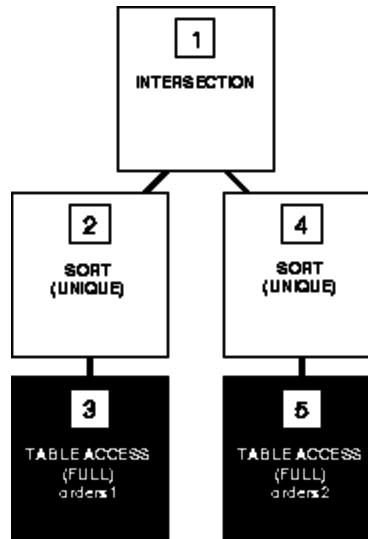 1
INTERSECTION
2
SORT
(UNIQUE)
4
SORT
(UNIQUE)
3
TABLE ACCESS
(FULL)
orders1
5
TABLE ACCESS
(FULL)
orders2